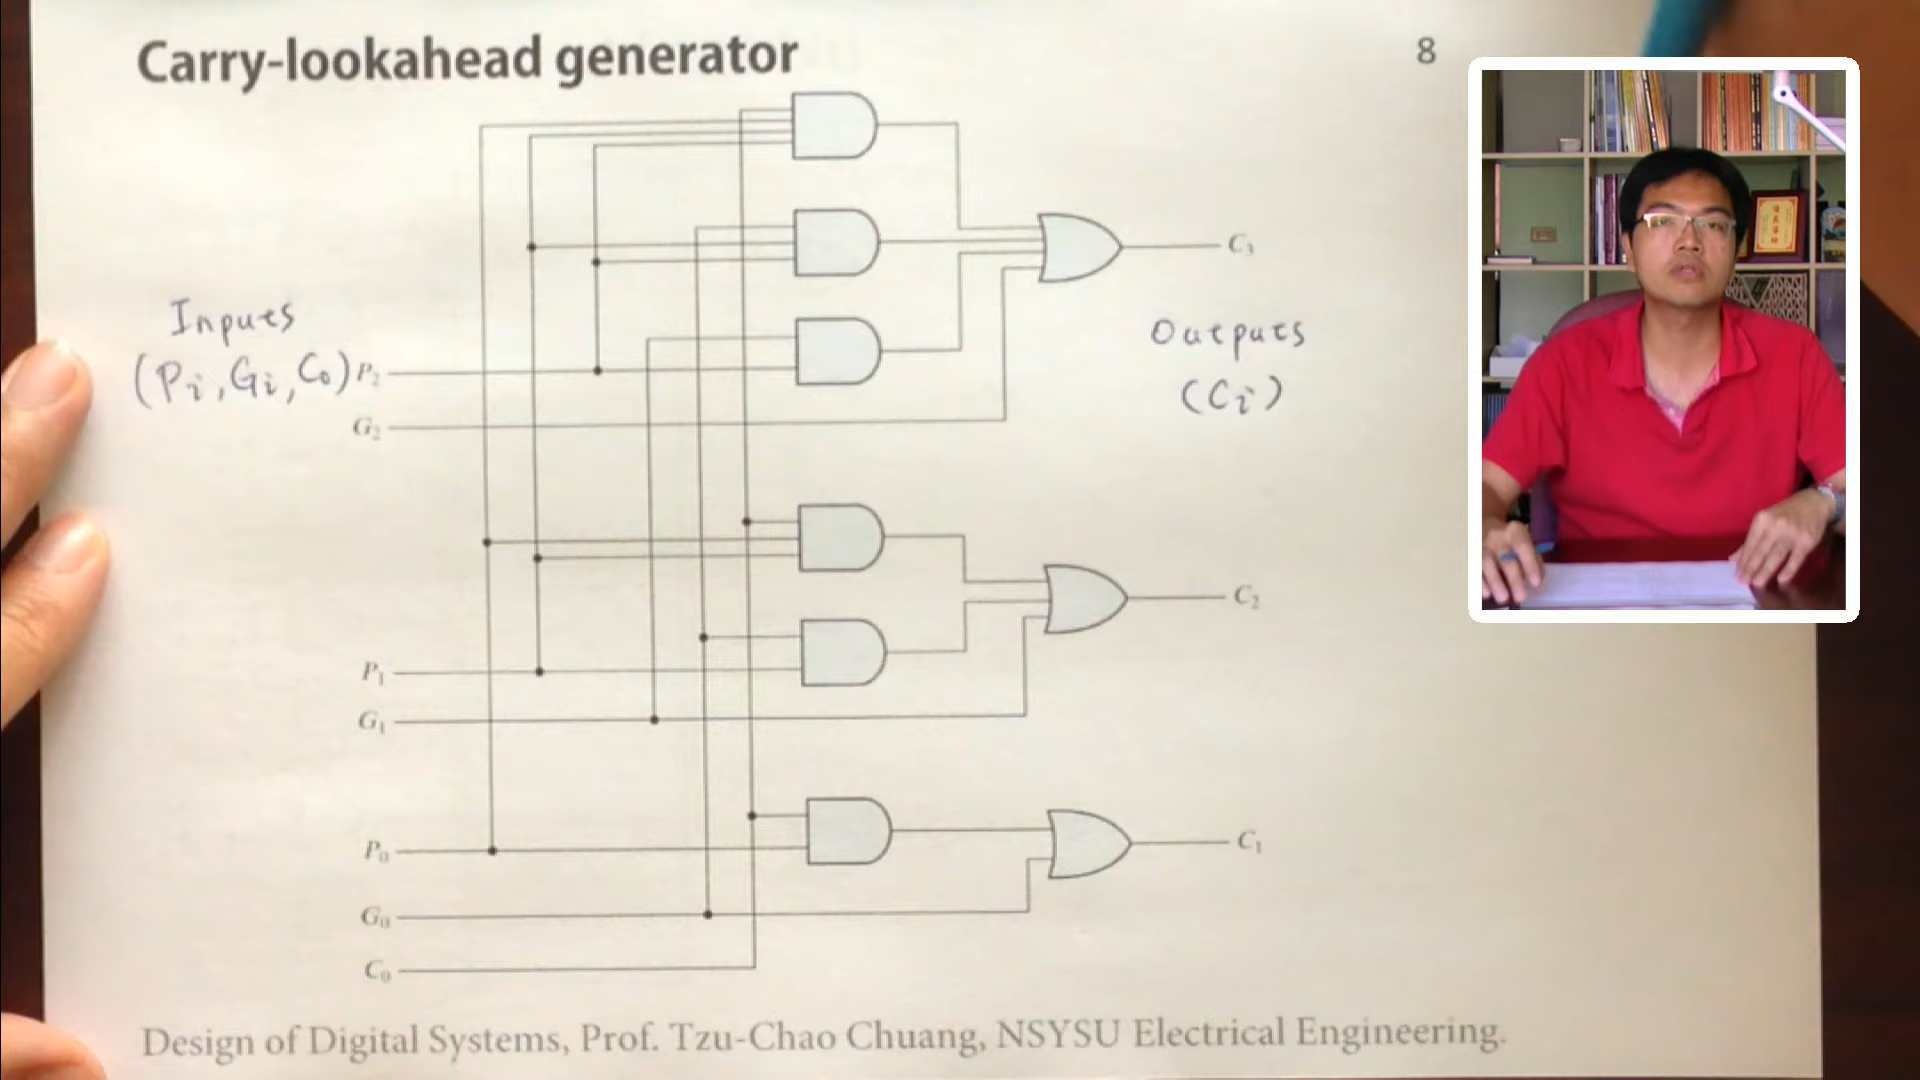 Carry-lookahead generator
8
C₃
Inputs
Outputs
(Pi, Gi, C₀) P₂
(Ci)
G₂
C₂
P₁
G₁
P₀
C₁
G₀
C₀
Design of Digital Systems, Prof. Tzu-Chao Chuang, NSYSU Electrical Engineering.